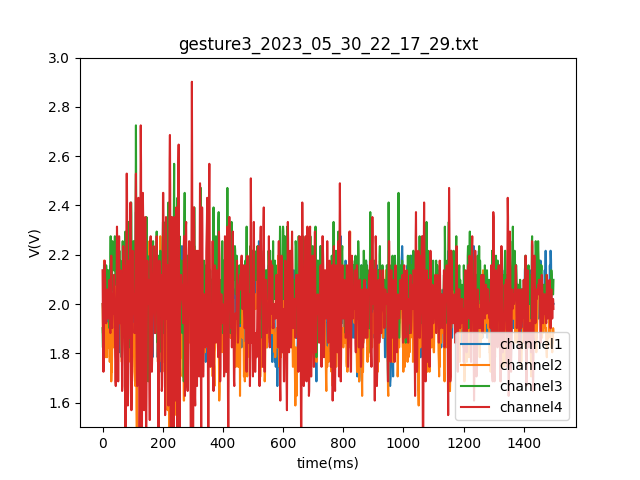 gesture3_2023_05_30_22_17_29.txt
3.0
2.8
2.6
2.4
2.2
2.0
1.8
1.6
V(V)
channel1
channel2
channel3
channel4
0 200 400 600 800 1000 1200 1400
time(ms)